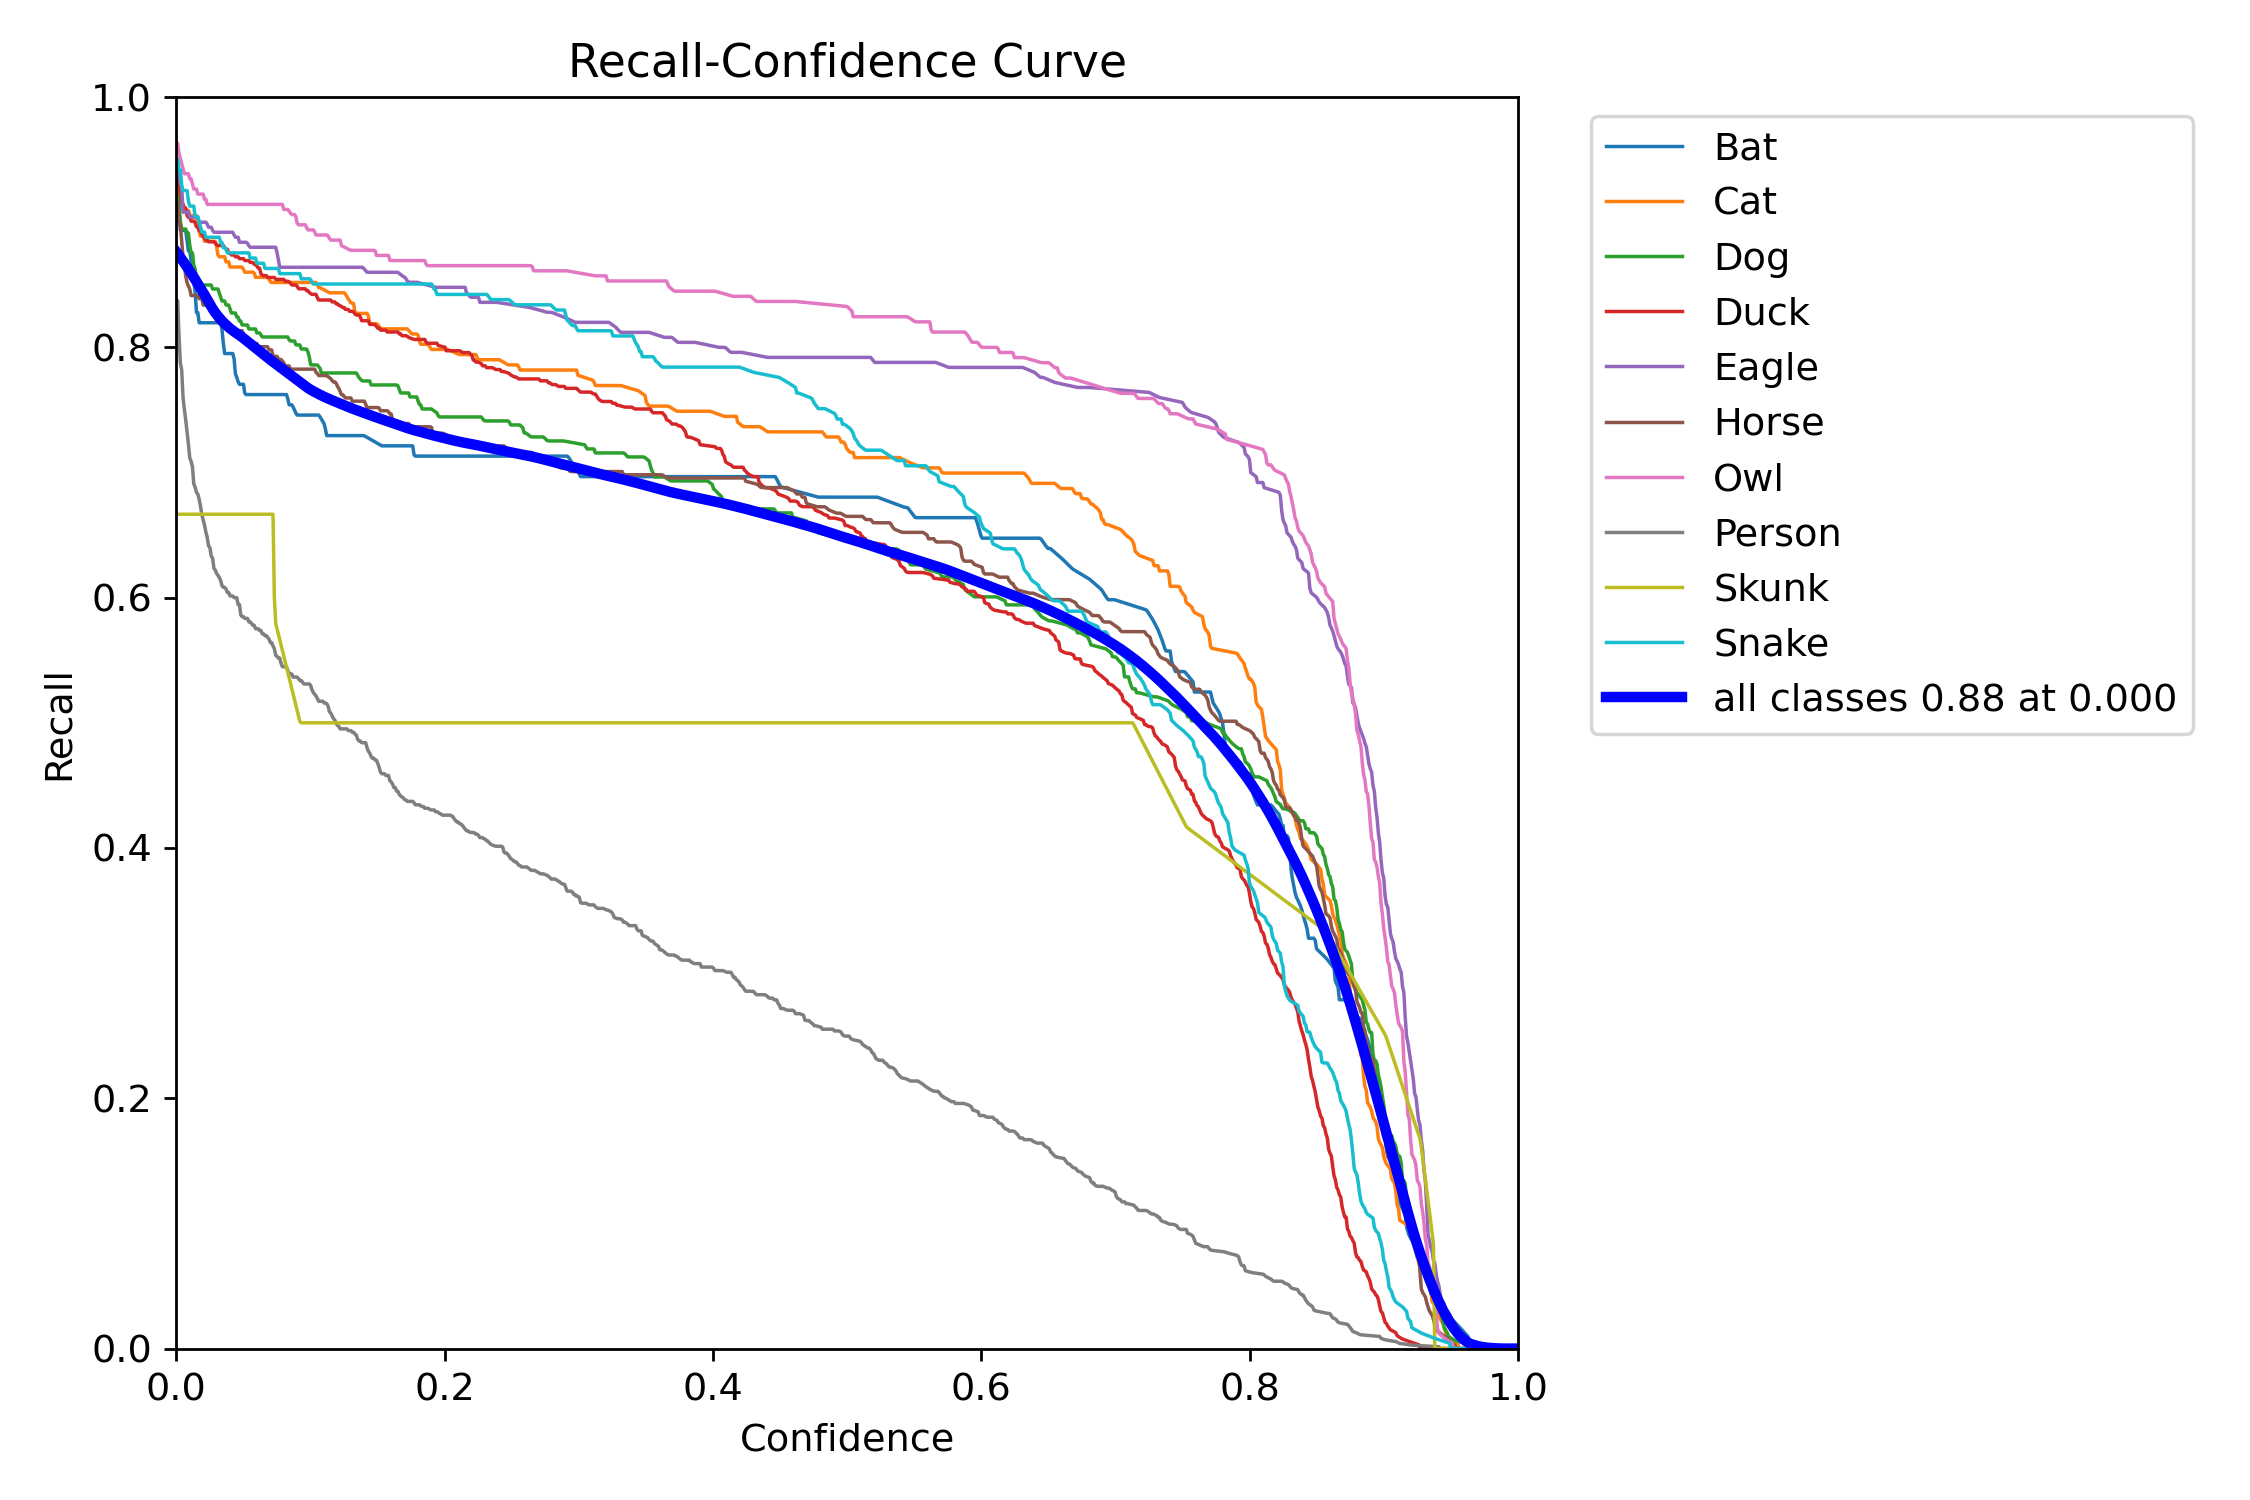 Recall-Confidence Curve
1.0
0.8
0.6
0.4
0.2
0.0
Recall
0.0 0.2 0.4 0.6 0.8 1.0
Confidence
Bat
Cat
Dog
Duck
Eagle
Horse
Owl
Person
Skunk
Snake
all classes 0.88 at 0.000